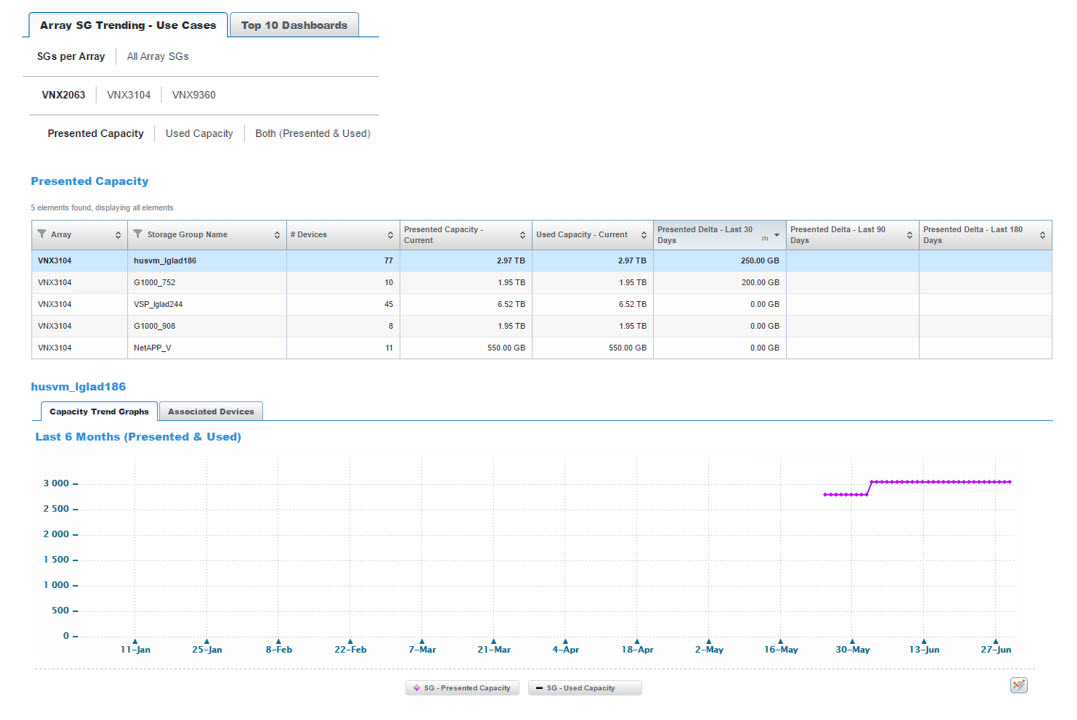 Array SG Trending - Use Cases Top 10 Dashboards
SGs per Array All Array SGs
VNX2063 VNX3104 VNX9360
Presented Capacity Used Capacity Both (Presented & Used)
Presented Capacity
5 elements found, displaying all elements.
Array Storage Group Name # Devices Presented Capacity - Current Used Capacity - Current Presented Delta - Last 30 Days (1) Presented Delta - Last 90 Days Presented Delta - Last 180 Days
VNX3104 husvm_lglad186 77 2.97 TB 2.97 TB 250.00 GB
VNX3104 G1000_752 10 1.95 TB 1.95 TB 200.00 GB
VNX3104 VSP_lglad244 45 6.52 TB 6.52 TB 0.00 GB
VNX3104 G1000_908 8 1.95 TB 1.95 TB 0.00 GB
VNX3104 NetAPP_V 11 550.00 GB 550.00 GB 0.00 GB
husvm_lglad186
Capacity Trend Graphs Associated Devices
Last 6 Months (Presented & Used)
3 000
2 500
2 000
1 500
1 000
500
0
11-Jan 25-Jan 8-Feb 22-Feb 7-Mar 21-Mar 4-Apr 18-Apr 2-May 16-May 30-May 13-Jun 27-Jun
SG - Presented Capacity SG - Used Capacity